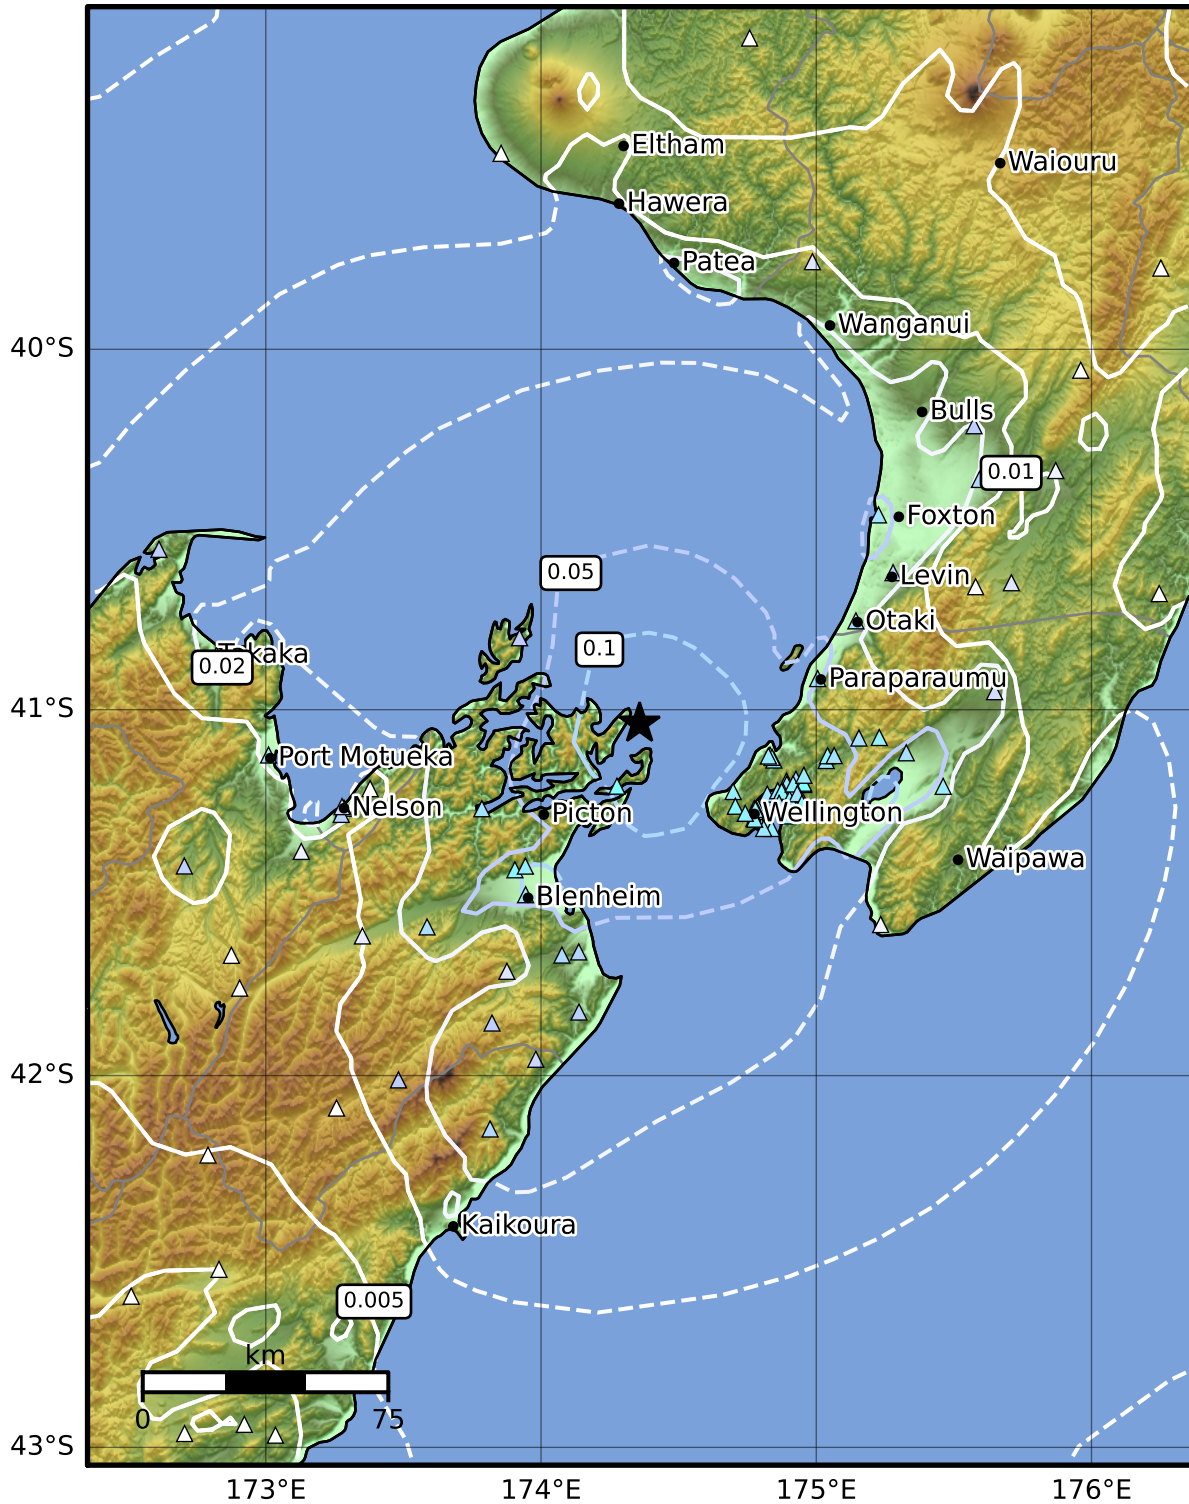 Eltham
Waiouru
Hawera
Patea
Wanganui
40°S
Bulls
0.01
Foxton
0.05
Levin
Otaki
0.1
Takaka
0.02
Paraparaumu
41°S
Port Motueka
Nelson
Picton
Wellington
Waipawa
Blenheim
42°S
Kaikoura
0.005
km
0
75
43°S
173°E
174°E
175°E
176°E